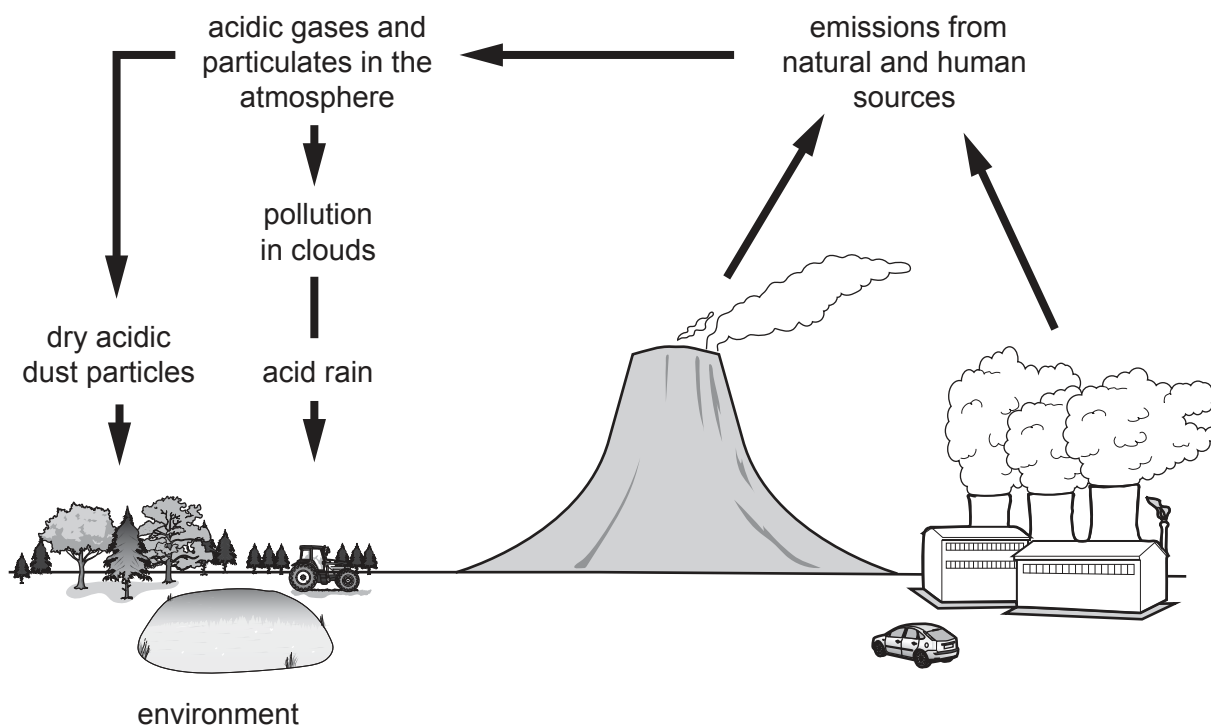 acidic gases and
particulates in the
atmosphere
emissions from
natural and human
sources
pollution
in clouds
dry acidic
dust particles
acid rain
environment